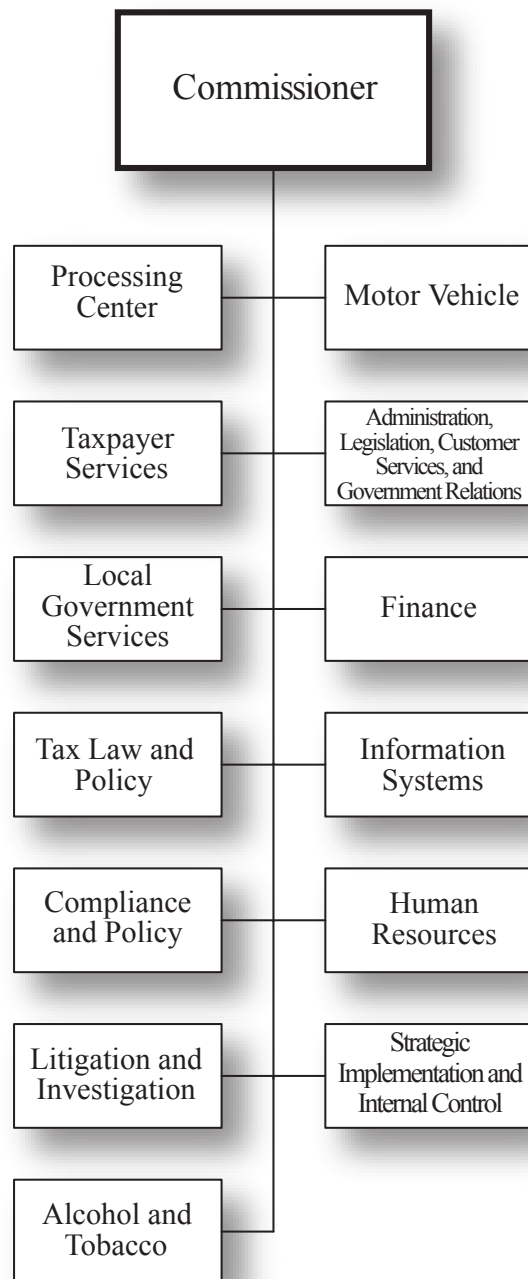 Commissioner
Processing
Center
Motor Vehicle
Taxpayer
Services
Administration,
Legislation, Customer
Services, and
Government Relations
Local
Government
Services
Finance
Tax Law and
Policy
Information
Systems
Compliance
and Policy
Human
Resources
Litigation and
Investigation
Strategic
Implementation and
Internal Control
Alcohol and
Tobacco